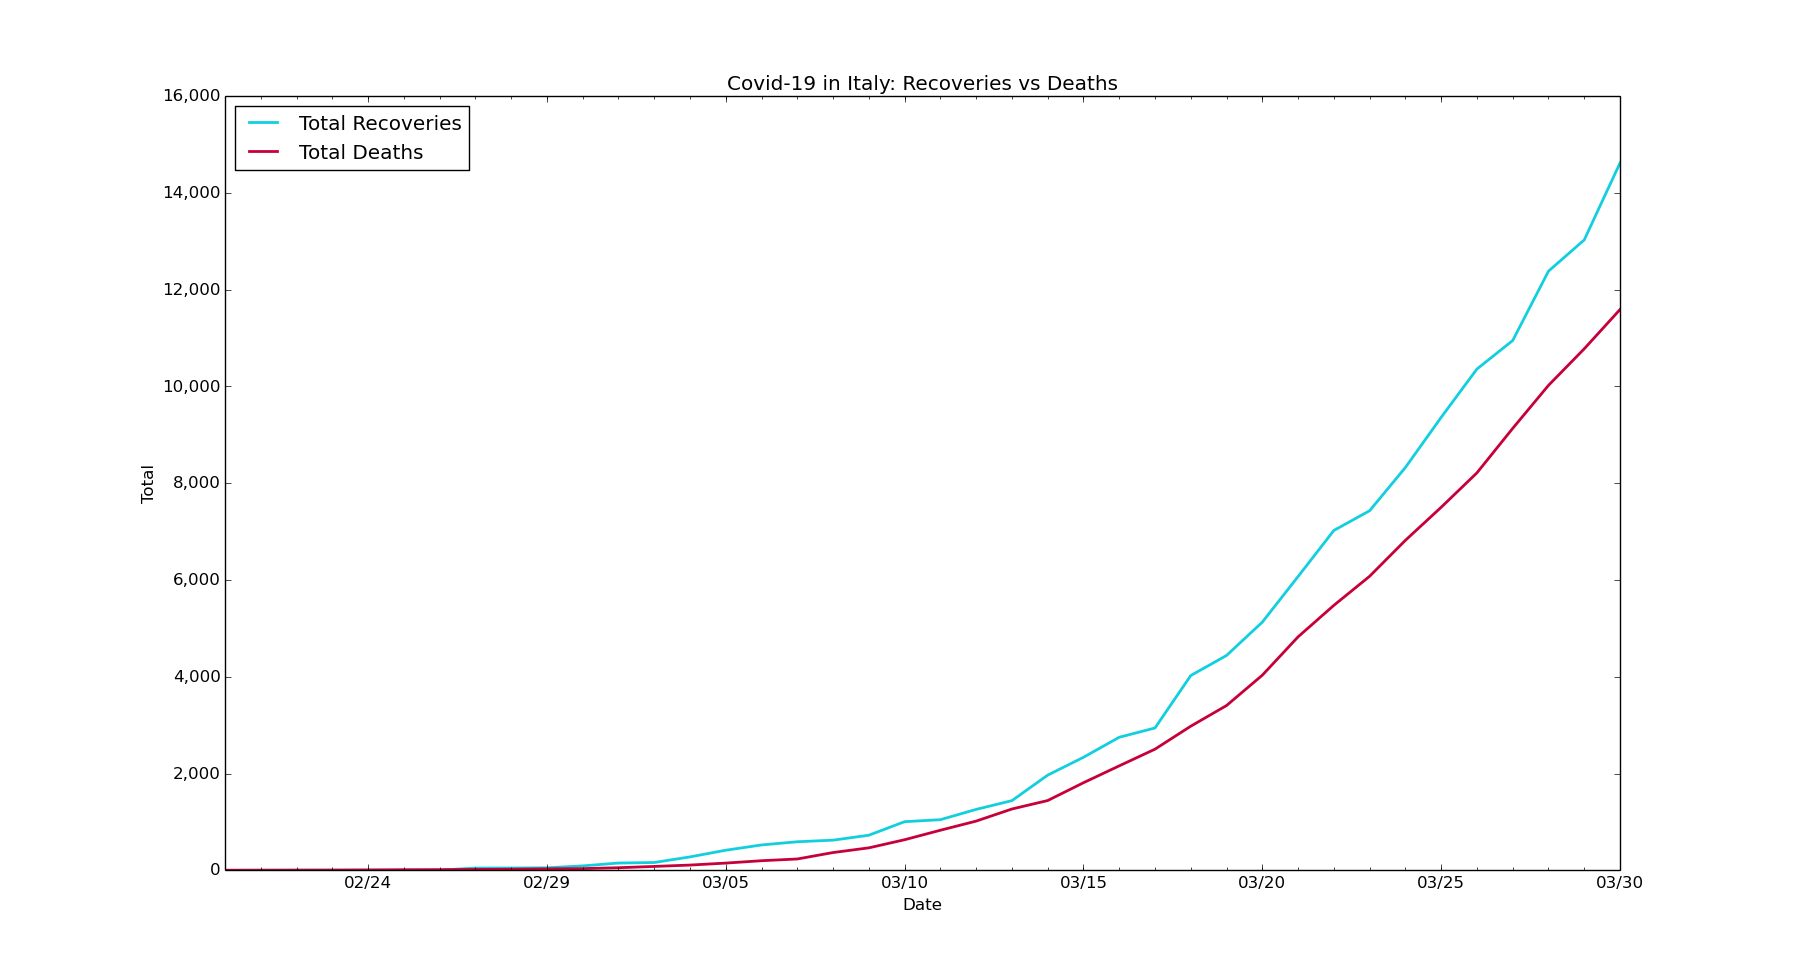 Covid-19 in Italy: Recoveries vs Deaths
Total Recoveries
Total Deaths
16,000
14,000
12,000
10,000
8,000
6,000
4,000
2,000
0
Total
02/24 02/29 03/05 03/10 03/15 03/20 03/25 03/30
Date